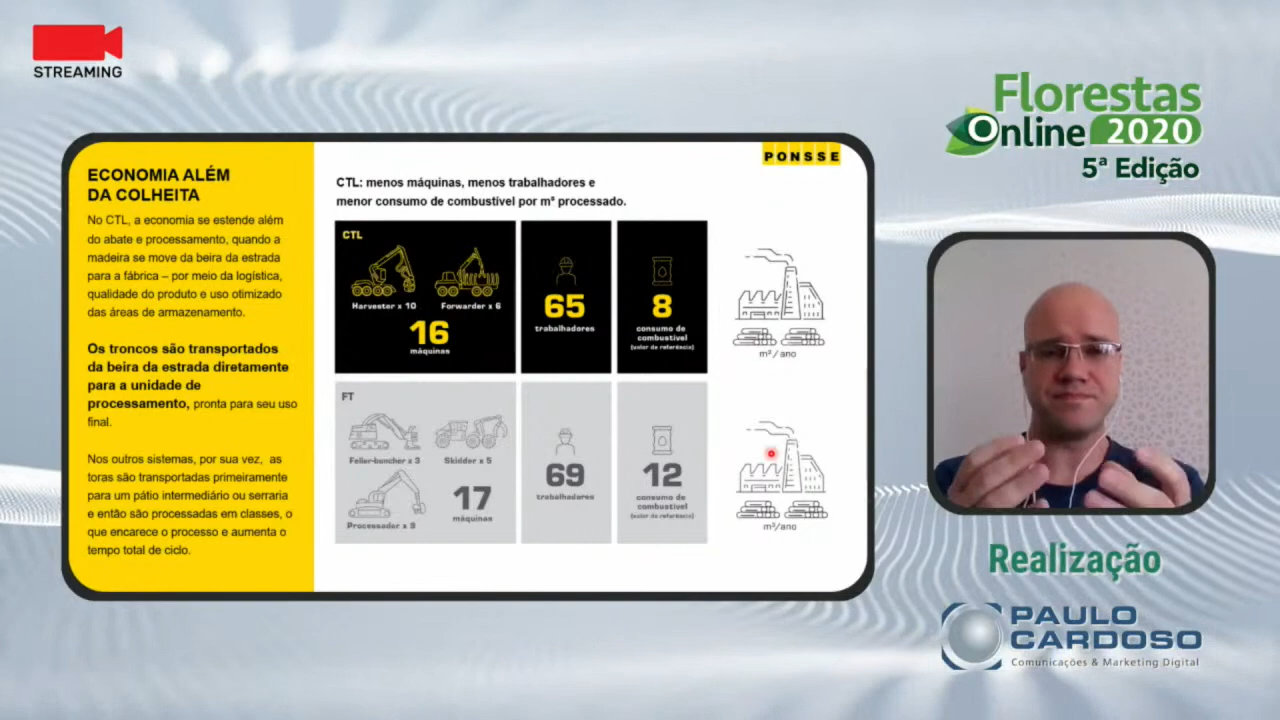 STREAMING
Florestas
Online 2020
5ª Edição
PONSSE
ECONOMIA ALÉM
DA COLHEITA
No CTL, a economia se estende além
do abate e processamento, quando a
madeira se move da beira da estrada
para a fábrica – por meio da logística,
qualidade do produto e uso otimizado
das áreas de armazenamento.
Os troncos são transportados
da beira da estrada diretamente
para a unidade de
processamento, pronta para seu uso
final.
Nos outros sistemas, por sua vez, as
toras são transportadas primeiramente
para um pátio intermediário ou serraria
e então são processadas em classes, o
que encarece o processo e aumenta o
tempo total de ciclo.
CTL: menos máquinas, menos trabalhadores e
menor consumo de combustível por m³ processado.
CTL
Harvester x 10 Forwarder x 6
16
máquinas
65
trabalhadores
8
consumo de
combustível
(valor de referência)
m³/ano
FT
Feller-buncher x 3 Skidder x 5
Processador x 9
17
máquinas
69
trabalhadores
12
consumo de
combustível
(valor de referência)
m³/ano
Realização
PAULO
CARDOSO
Comunicações & Marketing Digital